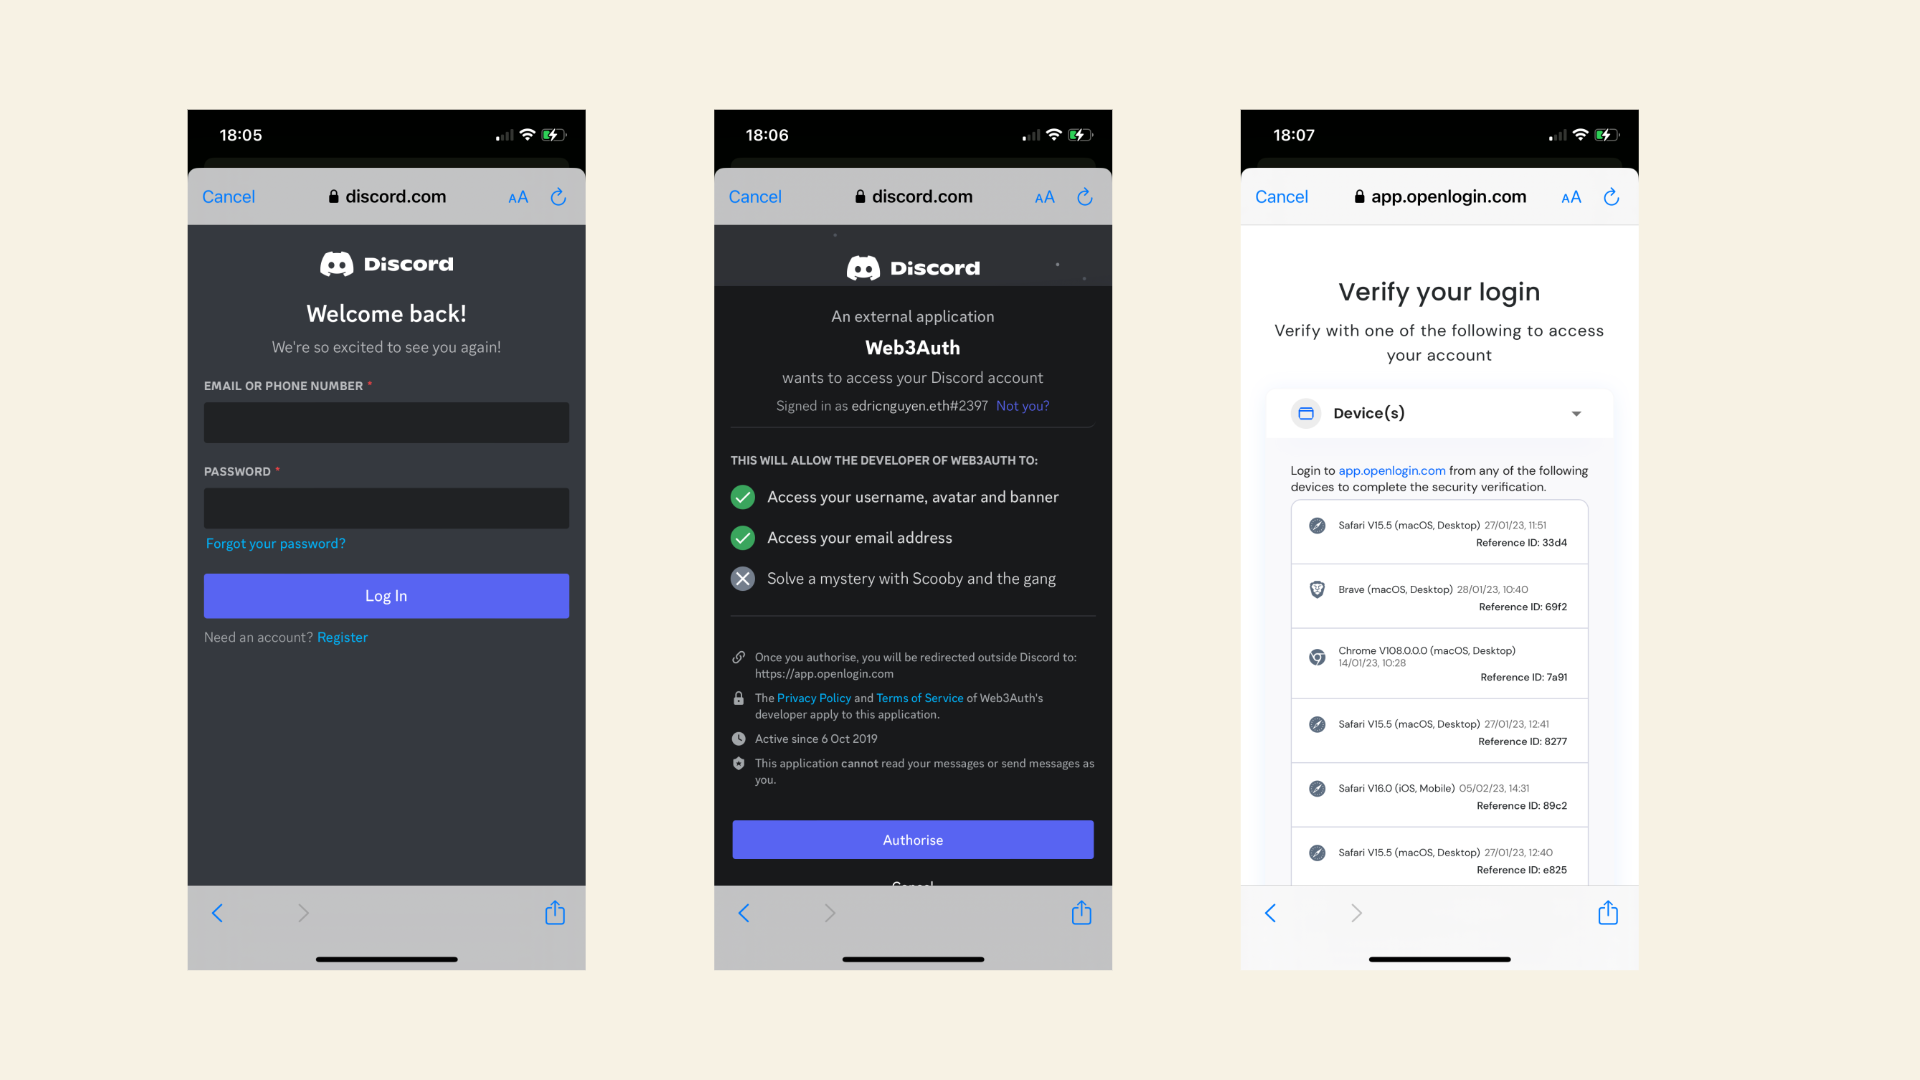 18:05
Cancel
discord.com
AA
Discord
Welcome back!
We're so excited to see you again!
EMAIL OR PHONE NUMBER *
PASSWORD *
Forgot your password?
Log In
Need an account? Register
18:06
Cancel
discord.com
AA
Discord
An external application
Web3Auth
wants to access your Discord account
Signed in as edricnguyen.eth#2397 Not you?
THIS WILL ALLOW THE DEVELOPER OF WEB3AUTH TO:
Access your username, avatar and banner
Access your email address
Solve a mystery with Scooby and the gang
Once you authorise, you will be redirected outside Discord to:
https://app.openlogin.com
The Privacy Policy and Terms of Service of Web3Auth's
developer apply to this application.
Active since 6 Oct 2019
This application cannot read your messages or send messages as
you.
Authorise
Cancel
18:07
Cancel
app.openlogin.com
AA
Verify your login
Verify with one of the following to access
your account
Device(s)
Login to app.openlogin.com from any of the following
devices to complete the security verification.
Safari V15.5 (macOS, Desktop) 27/01/23, 11:51
Reference ID: 33d4
Brave (macOS, Desktop) 28/01/23, 10:40
Reference ID: 69f2
Chrome V108.0.0.0 (macOS, Desktop)
14/01/23, 10:28
Reference ID: 7a91
Safari V15.5 (macOS, Desktop) 27/01/23, 12:41
Reference ID: 8277
Safari V16.0 (iOS, Mobile) 05/02/23, 14:31
Reference ID: 89c2
Safari V15.5 (macOS, Desktop) 27/01/23, 12:40
Reference ID: e825